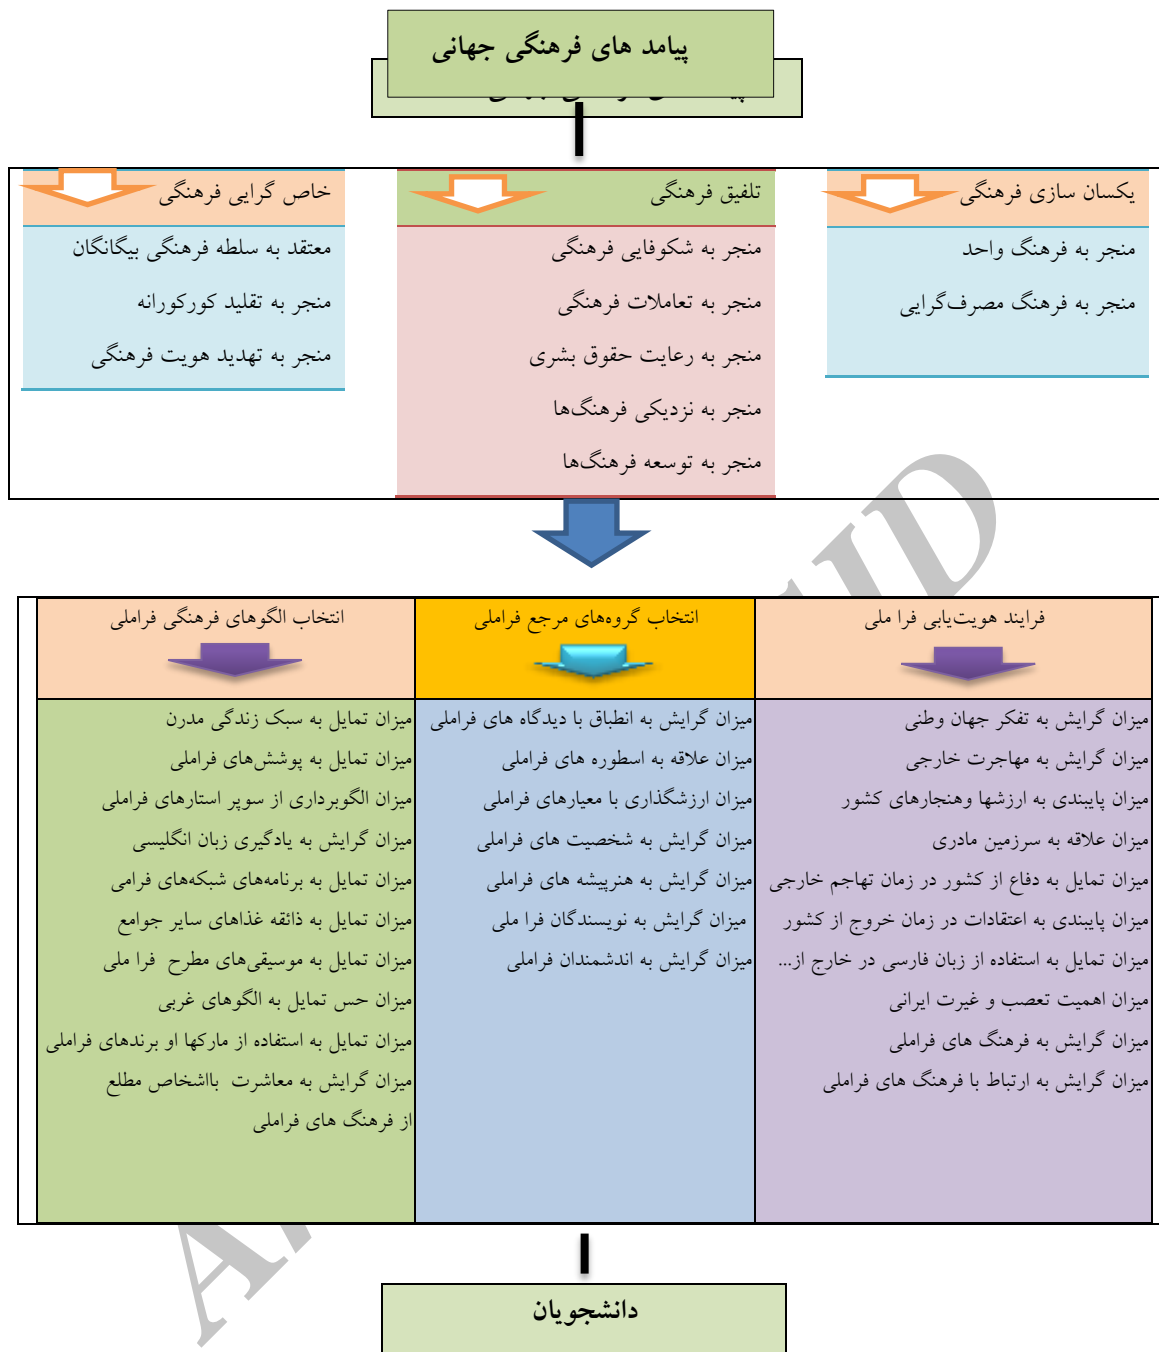 پیامد های فرهنگی جهانی
یکسان سازی فرهنگی
منجر به فرهنگ واحد
منجر به فرهنگ مصرف‌گرایی
تلفیق فرهنگی
منجر به شکوفایی فرهنگی
منجر به تعاملات فرهنگی
منجر به رعایت حقوق بشری
منجر به نزدیکی فرهنگ‌ها
منجر به توسعه فرهنگ‌ها
خاص گرایی فرهنگی
معتقد به سلطه فرهنگی بیگانگان
منجر به تقلید کورکورانه
منجر به تهدید هویت فرهنگی
فرایند هویت‌یابی فرا ملی
میزان گرایش به تفکر جهان وطنی
میزان گرایش به مهاجرت خارجی
میزان پایبندی به ارزشها وهنجارهای کشور
میزان علاقه به سرزمین مادری
میزان تمایل به دفاع از کشور در زمان تهاجم خارجی
میزان پایبندی به اعتقادات در زمان خروج از کشور
میزان تمایل به استفاده از زبان فارسی در خارج از...
میزان اهمیت تعصب و غیرت ایرانی
میزان گرایش به فرهنگ های فراملی
میزان گرایش به ارتباط با فرهنگ های فراملی
انتخاب گروه‌های مرجع فراملی
میزان گرایش به انطباق با دیدگاه های فراملی
میزان علاقه به اسطوره های فراملی
میزان ارزشگذاری با معیارهای فراملی
میزان گرایش به شخصیت های فراملی
میزان گرایش به هنرپیشه های فراملی
میزان گرایش به نویسندگان فرا ملی
میزان گرایش به اندشمندان فراملی
انتخاب الگوهای فرهنگی فراملی
میزان تمایل به سبک زندگی مدرن
میزان تمایل به پوشش‌های فراملی
میزان الگوبرداری از سوپر استارهای فراملی
میزان گرایش به یادگیری زبان انگلیسی
میزان تمایل به برنامه‌های شبکه‌های فرامی
میزان تمایل به ذائقه غذاهای سایر جوامع
میزان تمایل به موسیقی‌های مطرح فرا ملی
میزان حس تمایل به الگوهای غربی
میزان تمایل به استفاده از مارکها او برندهای فراملی
میزان گرایش به معاشرت بااشخاص مطلع
از فرهنگ های فراملی
دانشجویان